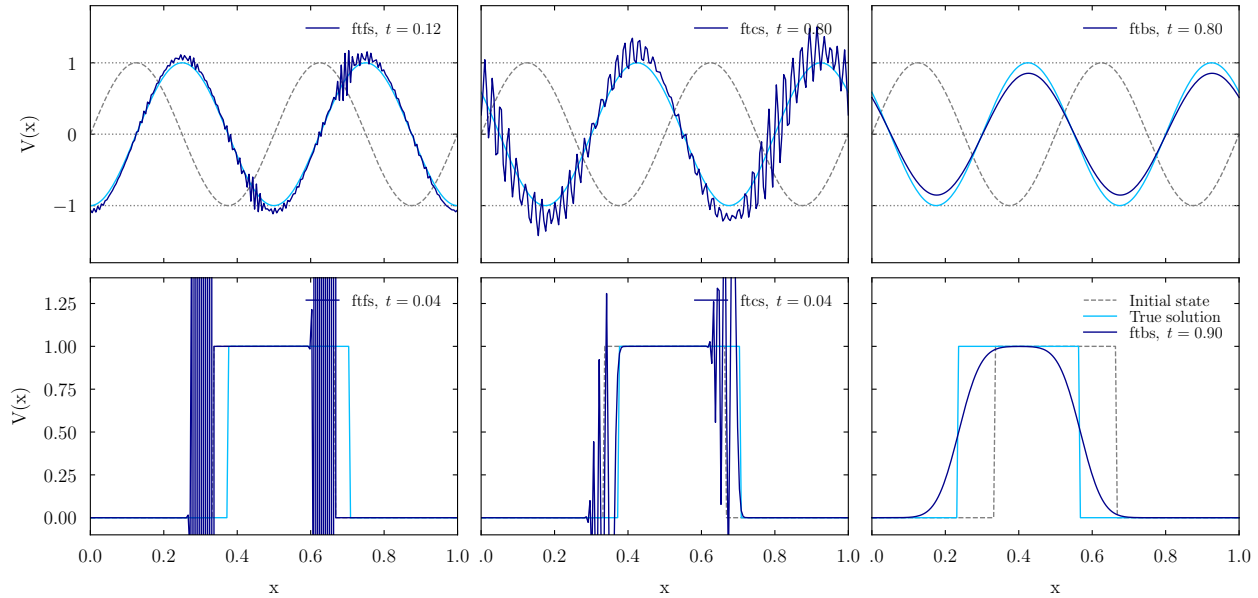 V(x)
1
0
−1
ftfs, t = 0.12
ftcs, t = 0.80
ftbs, t = 0.80
V(x)
1.25
1.00
0.75
0.50
0.25
0.00
ftfs, t = 0.04
ftcs, t = 0.04
Initial state
True solution
ftbs, t = 0.90
0.0 0.2 0.4 0.6 0.8 1.0
0.0 0.2 0.4 0.6 0.8 1.0
0.0 0.2 0.4 0.6 0.8 1.0
x
x
x